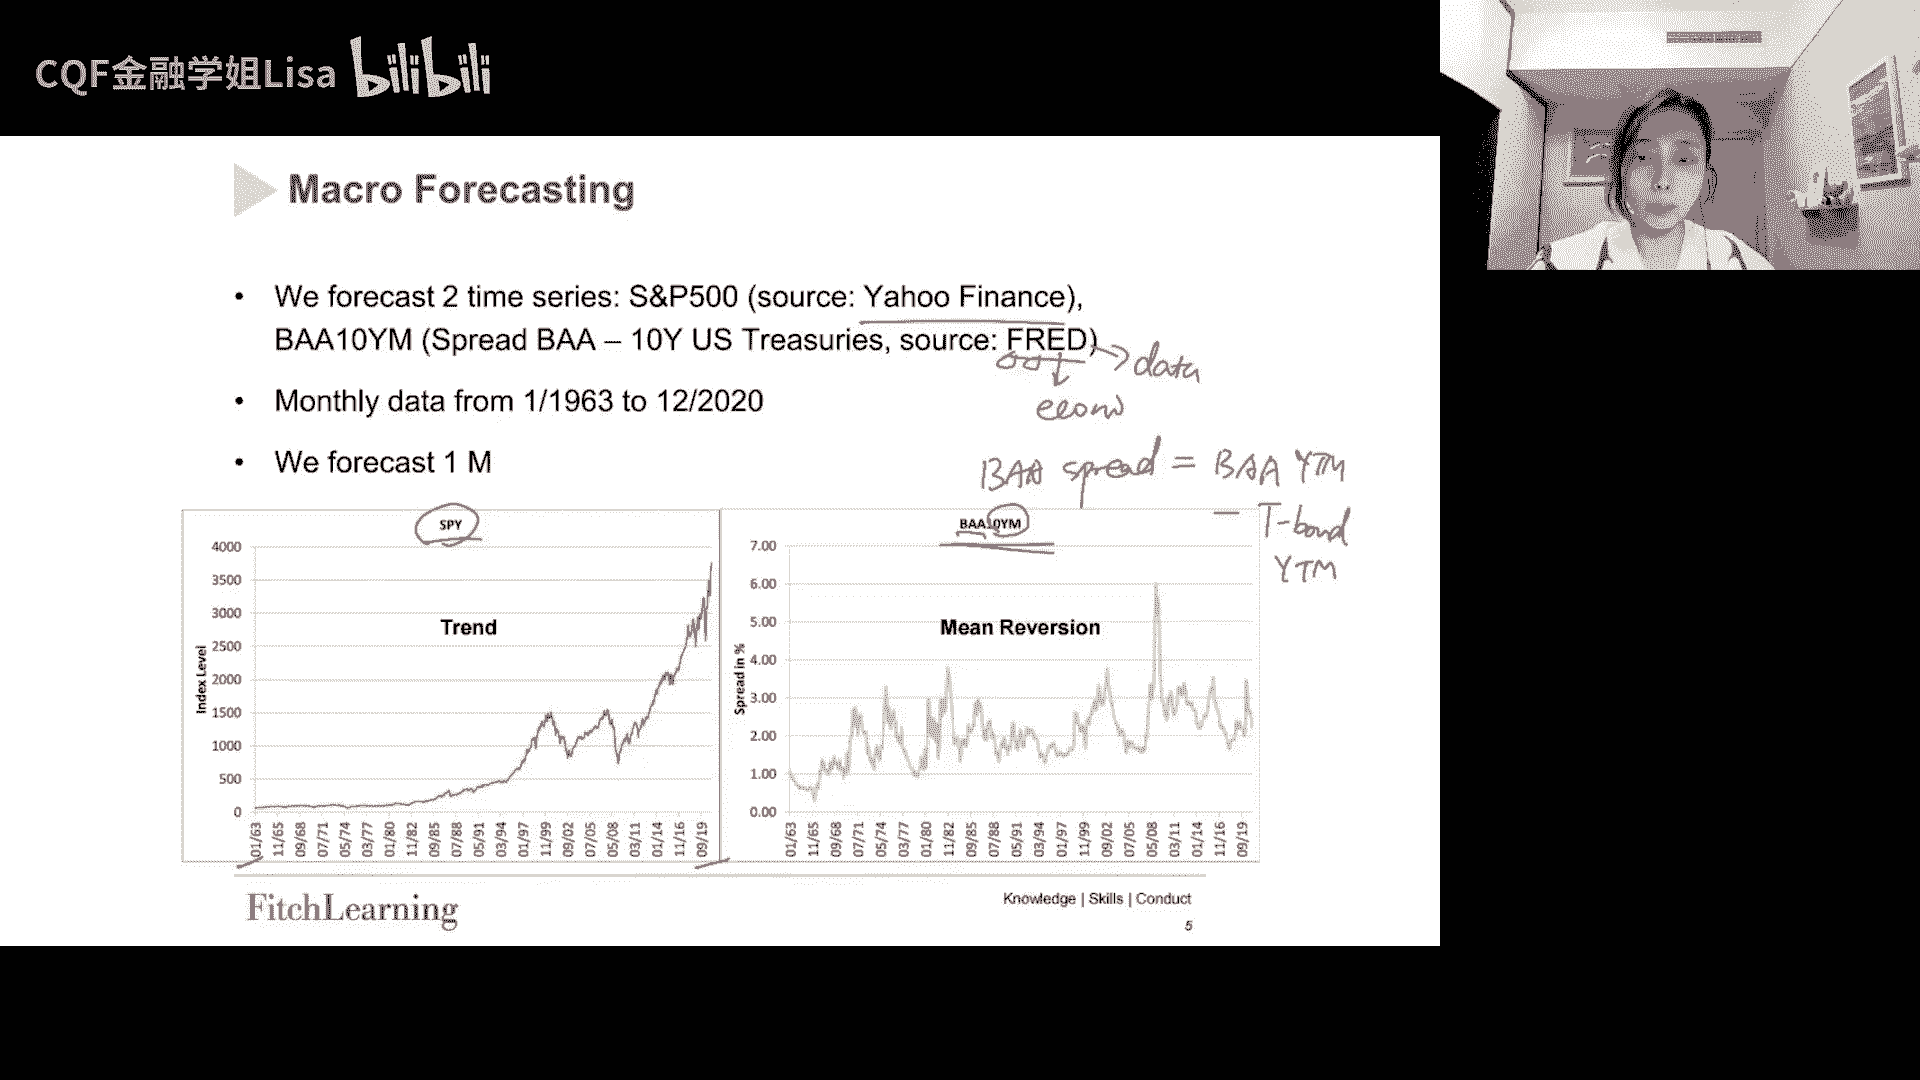 CQF金融学姐Lisa bilibili
Macro Forecasting
• We forecast 2 time series: S&P500 (source: Yahoo Finance),
BAA10YM (Spread BAA – 10Y US Treasuries, source: FRED)
data
econo
• Monthly data from 1/1963 to 12/2020
• We forecast 1 M
BAA spread = BAA YTM
– T-bond
YTM
SPY
Trend
Index Level
4000
3500
3000
2500
2000
1500
1000
500
0
01/63 11/65 09/68 07/71 05/74 03/77 01/80 11/82 09/85 07/88 05/91 03/94 01/97 11/99 09/02 07/05 05/08 03/11 01/14 11/16 09/19
BAA10YM
Mean Reversion
Spread in %
7.00
6.00
5.00
4.00
3.00
2.00
1.00
0.00
01/63 11/65 09/68 07/71 05/74 03/77 01/80 11/82 09/85 07/88 05/91 03/94 01/97 11/99 09/02 07/05 05/08 03/11 01/14 11/16 09/19
FitchLearning
Knowledge | Skills | Conduct
5